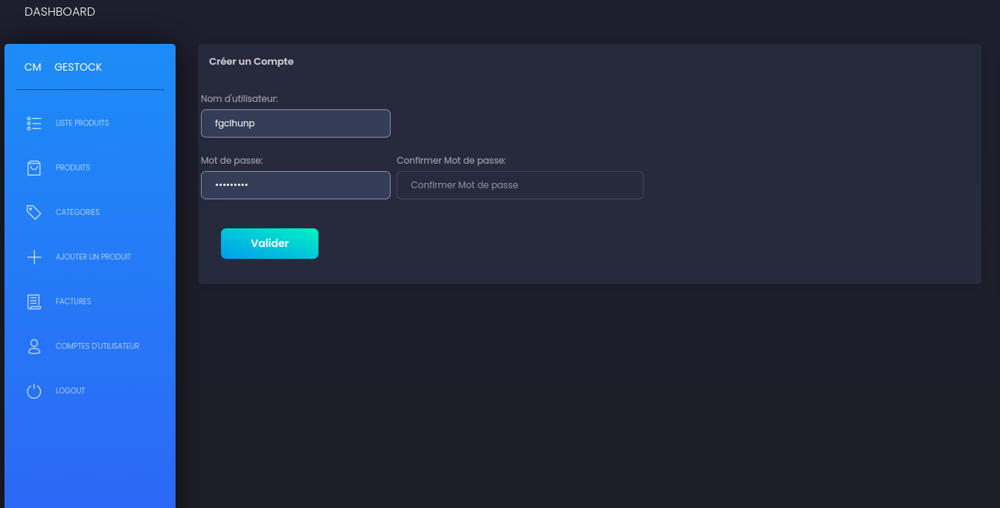 DASHBOARD
CM GESTOCK
LISTE PRODUITS
PRODUITS
CATEGORIES
AJOUTER UN PRODUIT
FACTURES
COMPTES D'UTILISATEUR
LOGOUT
Créer un Compte
Nom d'utilisateur:
fgclhunp
Mot de passe: Confirmer Mot de passe:
••••••••• Confirmer Mot de passe
Valider